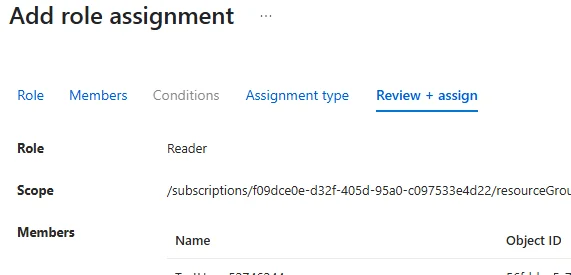 Add role assignment ...
Role Members Conditions Assignment type Review + assign
Role Reader
Scope /subscriptions/f09dce0e-d32f-405d-95a0-c097533e4d22/resourceGrou
Members
Name Object ID